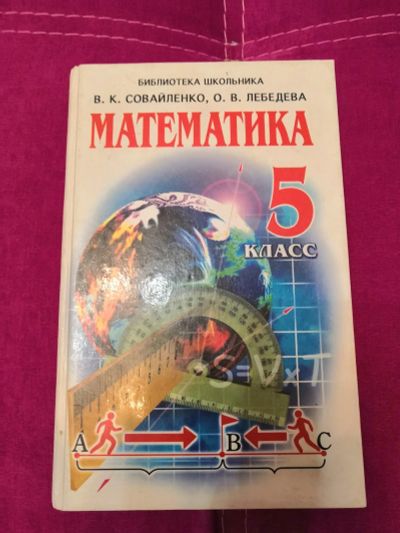 БИБЛИОТЕКА ШКОЛЬНИКА
В. К. СОВАЙЛЕНКО, О. В. ЛЕБЕДЕВА
МАТЕМАТИКА
5
КЛАСС
S=V×T
A B C